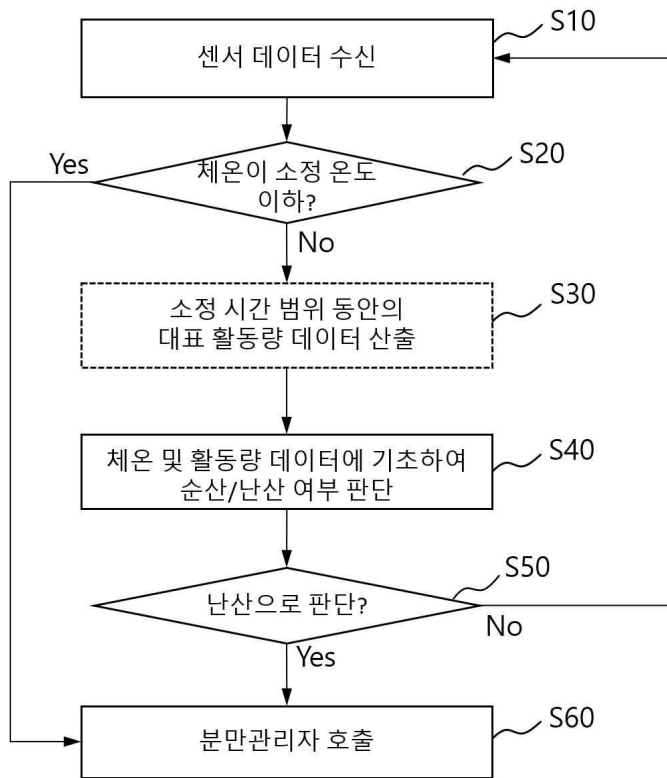 S10
센서 데이터 수신
Yes
S20
체온이 소정 온도
이하?
No
S30
소정 시간 범위 동안의
대표 활동량 데이터 산출
체온 및 활동량 데이터에 기초하여
S40
순산/난산 여부 판단
S50
난산으로 판단?
No
Yes
S60
분만관리자 호출